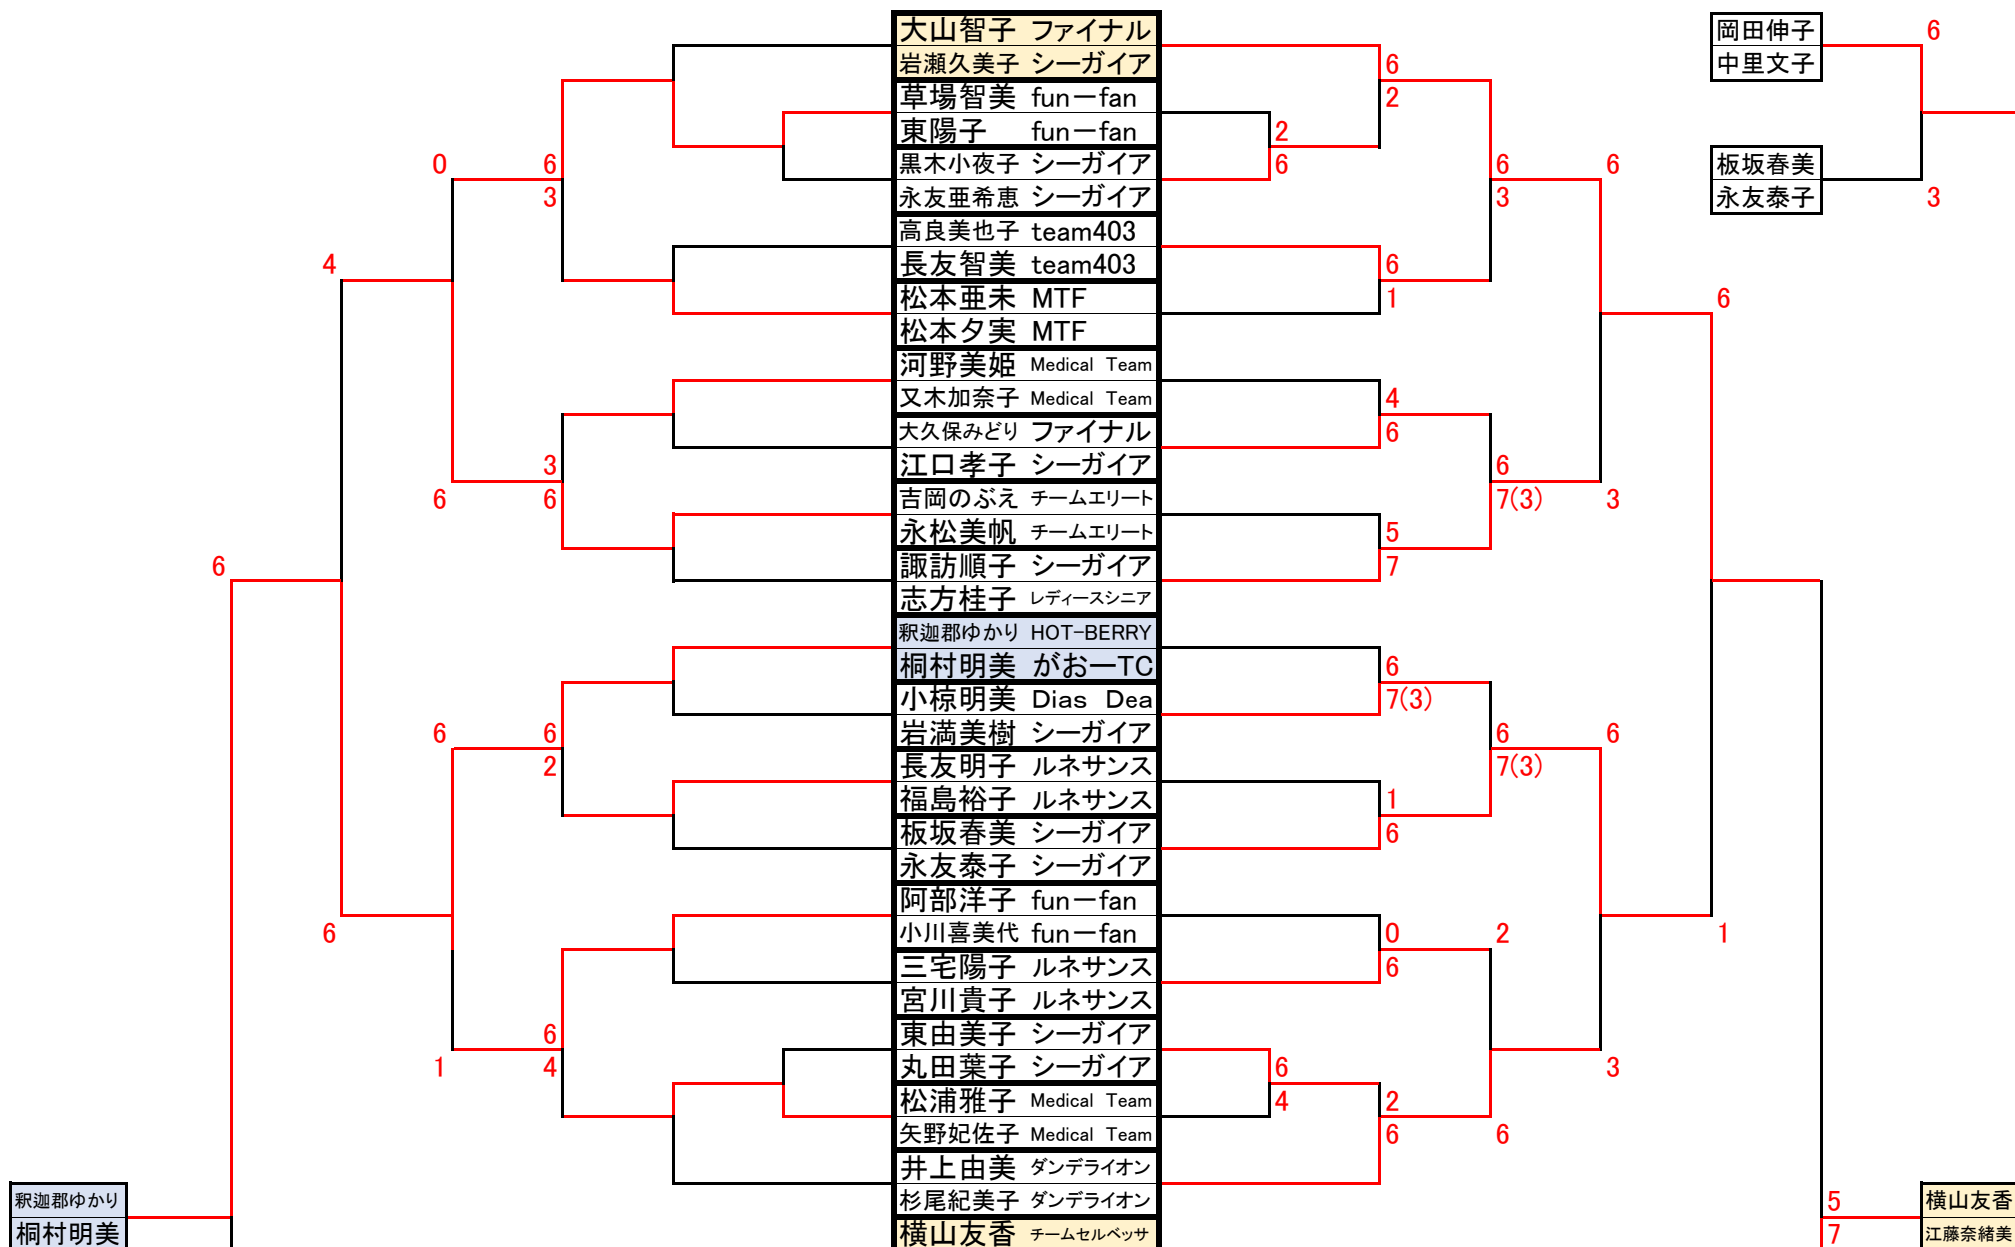 大山智子 ファイナル
岩瀬久美子 シーガイア
草場智美 fun－fan
東陽子 fun－fan
黒木小夜子 シーガイア
永友亜希恵 シーガイア
高良美也子 team403
長友智美 team403
松本亜未 MTF
松本夕実 MTF
河野美姫 Medical Team
又木加奈子 Medical Team
大久保みどり ファイナル
江口孝子 シーガイア
吉岡のぶえ チームエリート
永松美帆 チームエリート
諏訪順子 シーガイア
志方桂子 レディースシニア
釈迦郡ゆかり HOT-BERRY
桐村明美 がおーTC
小椋明美 Dias Dea
岩満美樹 シーガイア
長友明子 ルネサンス
福島裕子 ルネサンス
板坂春美 シーガイア
永友泰子 シーガイア
阿部洋子 fun－fan
小川喜美代 fun－fan
三宅陽子 ルネサンス
宮川貴子 ルネサンス
東由美子 シーガイア
丸田葉子 シーガイア
松浦雅子 Medical Team
矢野妃佐子 Medical Team
井上由美 ダンデライオン
杉尾紀美子 ダンデライオン
横山友香 チームセルベッサ
0
6
3
4
3
6
6
6
6
6
6
2
6
1
6
4
釈迦郡ゆかり
桐村明美
6
2
2
6
6
3
6
6
1
6
4
6
6
7(3)
3
5
7
6
7(3)
6
7(3)
6
1
6
0
6
2
1
6
4
2
6
6
3
岡田伸子
中里文子
6
板坂春美
永友泰子
3
5
7
横山友香
江藤奈緒美